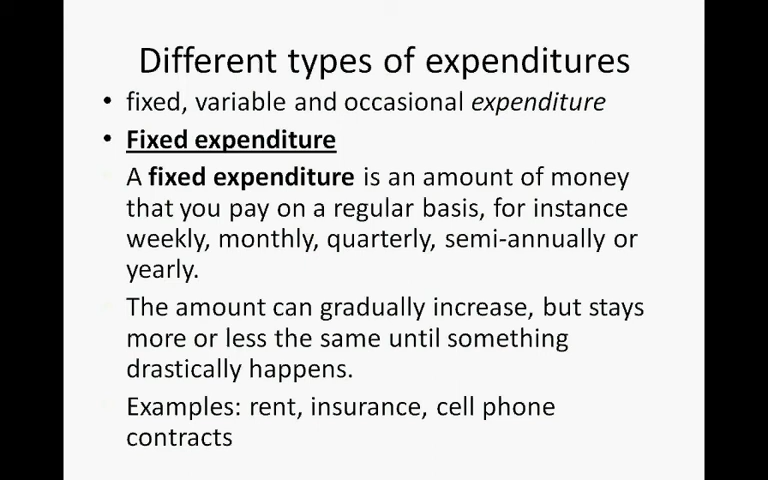 Different types of expenditures
• fixed, variable and occasional expenditure
• Fixed expenditure
A fixed expenditure is an amount of money
that you pay on a regular basis, for instance
weekly, monthly, quarterly, semi-annually or
yearly.
The amount can gradually increase, but stays
more or less the same until something
drastically happens.
Examples: rent, insurance, cell phone
contracts